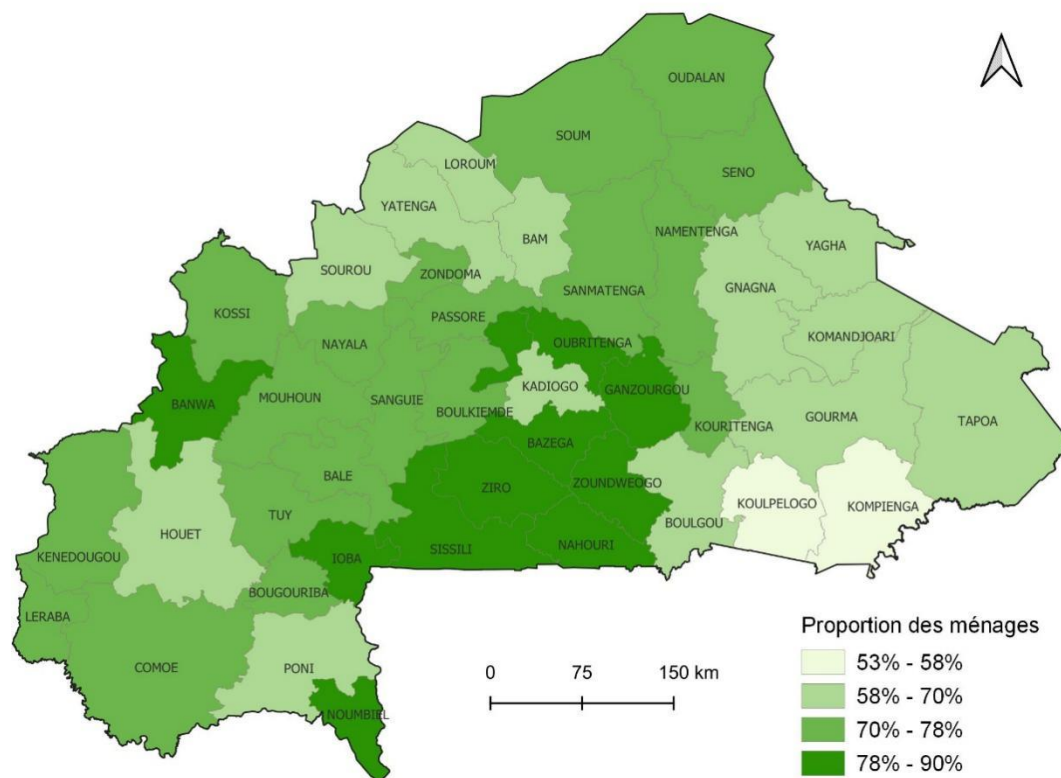 OUDALAN
SOUM
LOROUM
SENO
YATENGA
NAMENTENGA
BAM
YAGHA
SOUROU
ZONDOMA
GNAGNA
SANMATENGA
KOSSI
PASSORE
KOMANDJOARI
NAYALA
OUBRITENGA
KADIOGO
GANZOURGOU
BANWA
MOUHOUN
SANGUIE
BOULKIEMDE
GOURMA
TAPOA
KOURITENGA
BAZEGA
BALE
ZIRO
ZOUNDWEOGO
KOULPELOGO
KOMPIENGA
TUY
BOULGOU
HOUET
KENEDOUGOU
IOBA
SISSILI
NAHOURI
BOUGOURIBA
LERABA
COMOE
PONI
NOUMBIEL
0 75 150 km
Proportion des ménages
53% - 58%
58% - 70%
70% - 78%
78% - 90%